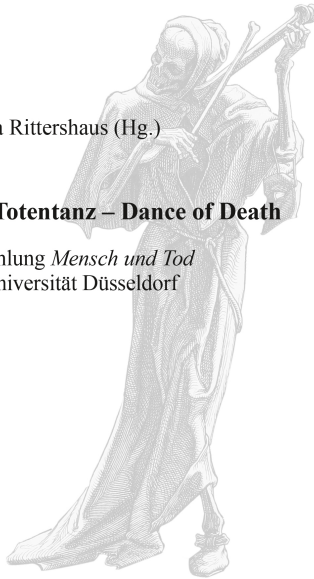 a Rittershaus (Hg.)
Totentanz – Dance of Death
nlung Mensch und Tod
niversität Düsseldorf